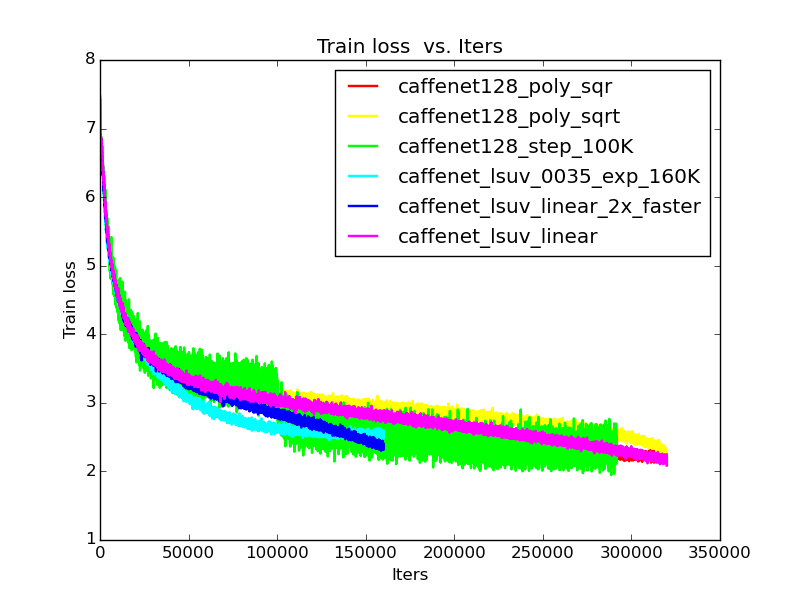 Train loss  vs. Iters
8
7
6
5
4
3
2
1
Train loss
caffenet128_poly_sqr
caffenet128_poly_sqrt
caffenet128_step_100K
caffenet_lsuv_0035_exp_160K
caffenet_lsuv_linear_2x_faster
caffenet_lsuv_linear
0 50000 100000 150000 200000 250000 300000 350000
Iters